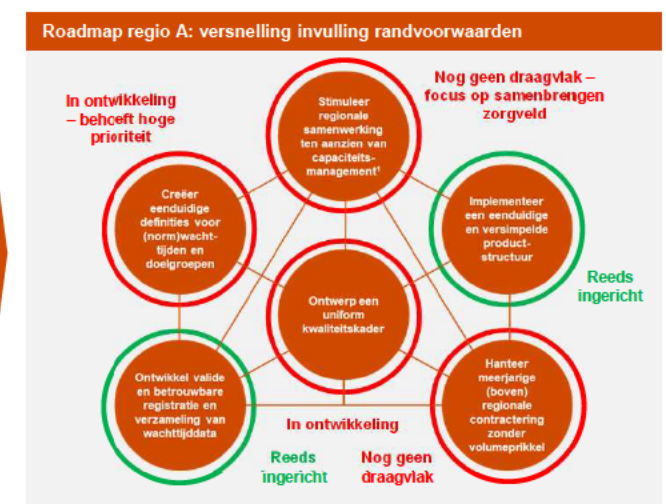 Roadmap regio A: versnelling invulling randvoorwaarden
In ontwikkeling
– behoeft hoge
prioriteit
Stimuleer
regionale
samenwerking
ten aanzien van
capaciteits-
management¹
Nog geen draagvlak –
focus op samenbrengen
zorgveld
Creëer
eenduidige
definities voor
(norm)wacht-
tijden en
doelgroepen
Implementeer
een eenduidige
en versimpelde
product-
structuur
Reeds
ingericht
Ontwerp een
uniform
kwaliteitskader
Ontwikkel valide
en betrouwbare
registratie en
verzameling van
wachttijddata
Hanteer
meerjarige
(boven)
regionale
contractering
zonder
volumeprikkel
In ontwikkeling
Reeds
ingericht
Nog geen
draagvlak